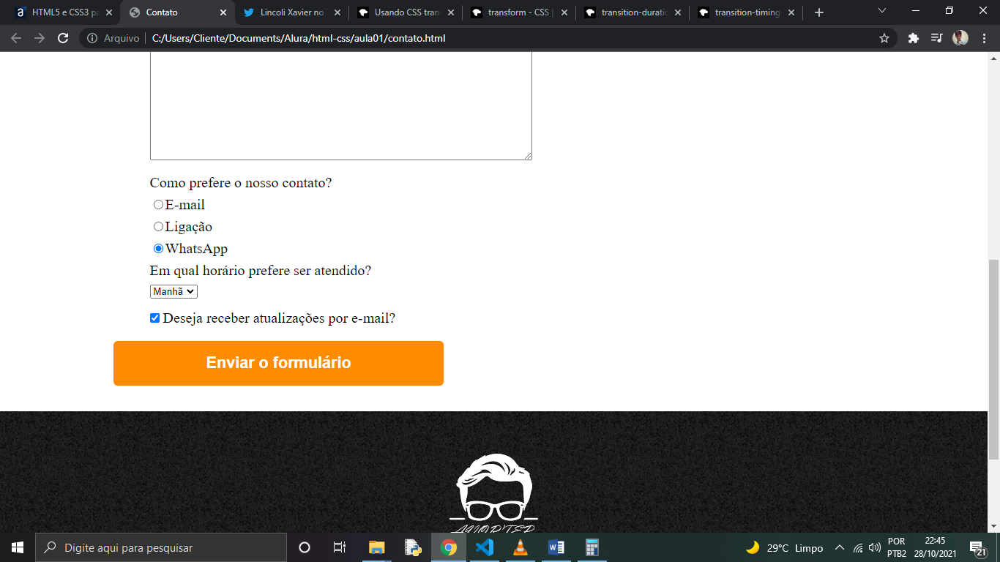 HTML5 e CSS3 pa
Contato
Lincoli Xavier no
Usando CSS tran
transform - CSS |
transition-duratio
transition-timing
Arquivo
C:/Users/Cliente/Documents/Alura/html-css/aula01/contato.html
Como prefere o nosso contato?
E-mail
Ligação
WhatsApp
Em qual horário prefere ser atendido?
Manhã
Deseja receber atualizações por e-mail?
Enviar o formulário
Digite aqui para pesquisar
29°C Limpo
POR
PTB2
22:45
28/10/2021
21